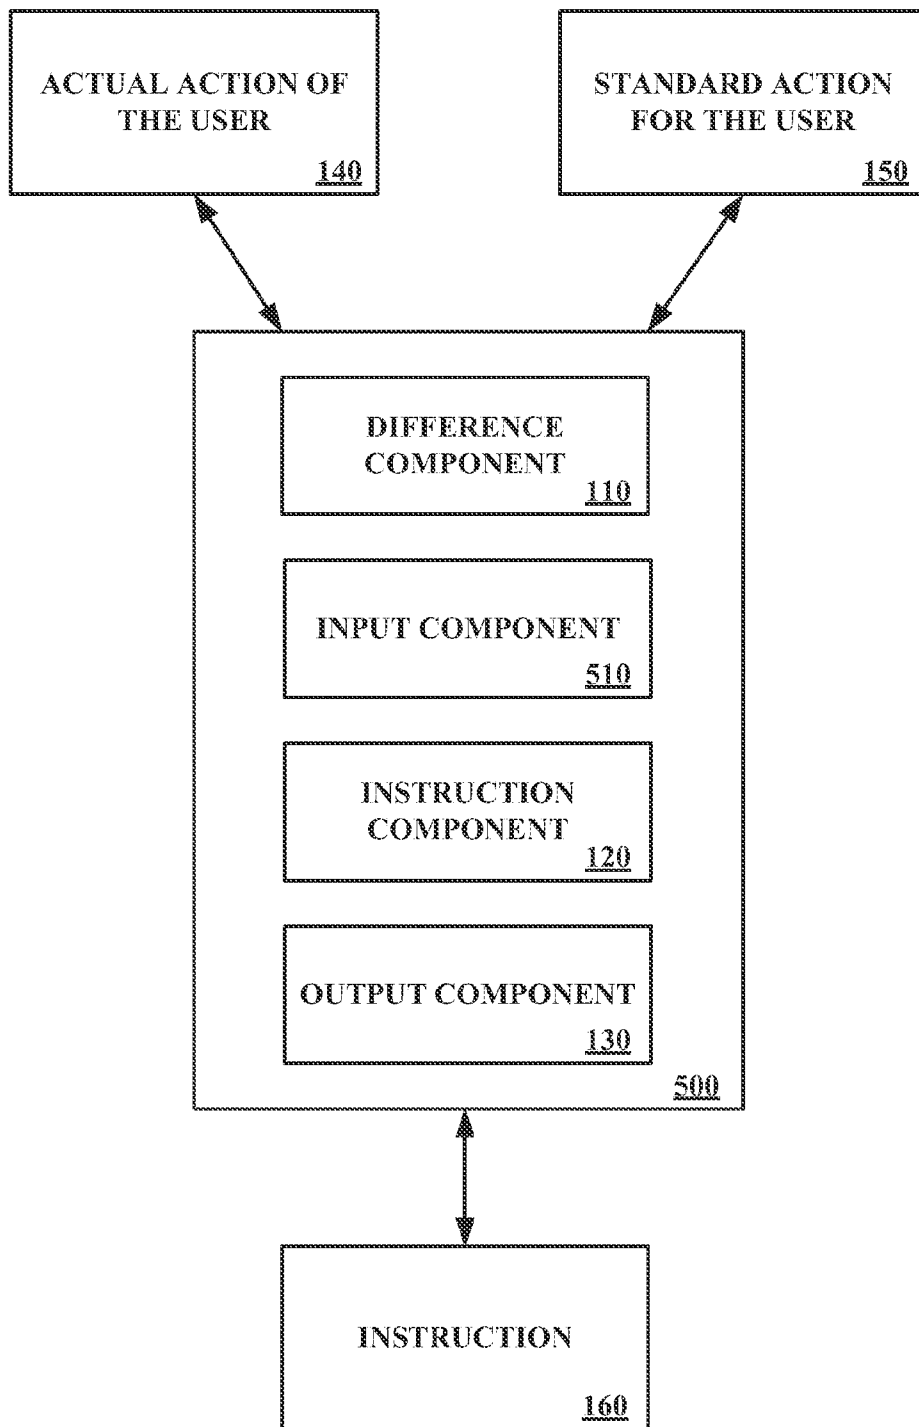 ACTUAL ACTION OF
THE USER
140
STANDARD ACTION
FOR THE USER
150
DIFFERENCE
COMPONENT
110
INPUT COMPONENT
510
INSTRUCTION
COMPONENT
120
OUTPUT COMPONENT
130
500
INSTRUCTION
160